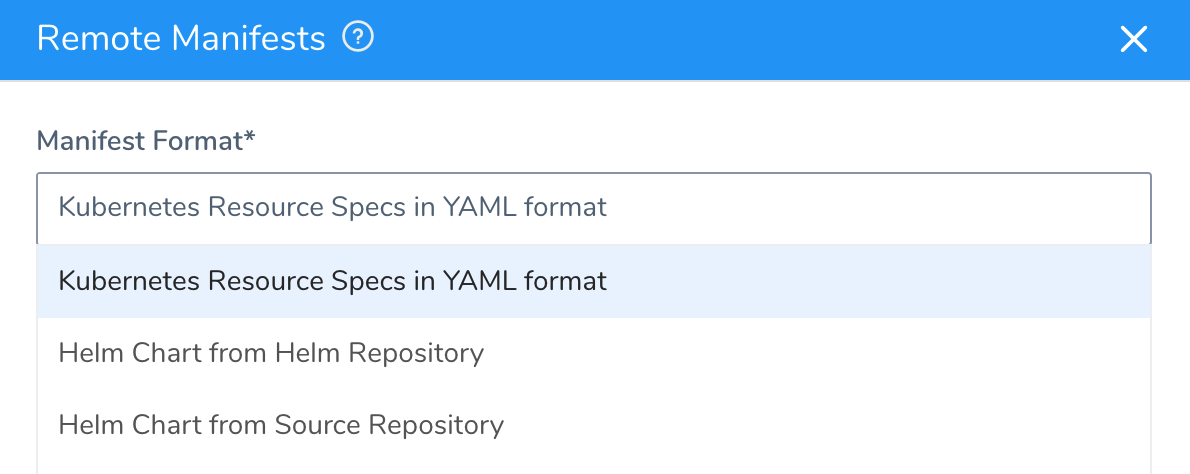 Remote Manifests ?
Manifest Format*
Kubernetes Resource Specs in YAML format
Kubernetes Resource Specs in YAML format
Helm Chart from Helm Repository
Helm Chart from Source Repository